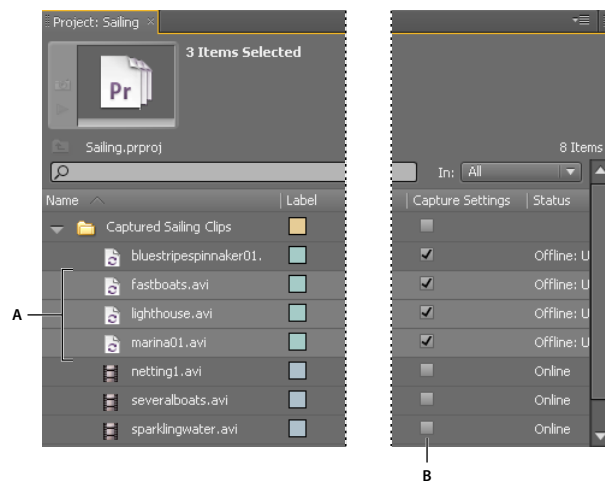 Project: Sailing ×
3 Items Selected
Pr
Sailing.prproj
8 Items
In: All
Name Label Capture Settings Status
Captured Sailing Clips
bluestripespinnaker01. Offline: U
fastboats.avi Offline: U
A
lighthouse.avi Offline: U
marina01.avi Offline: U
netting1.avi Online
severalboats.avi Online
sparklingwater.avi Online
B